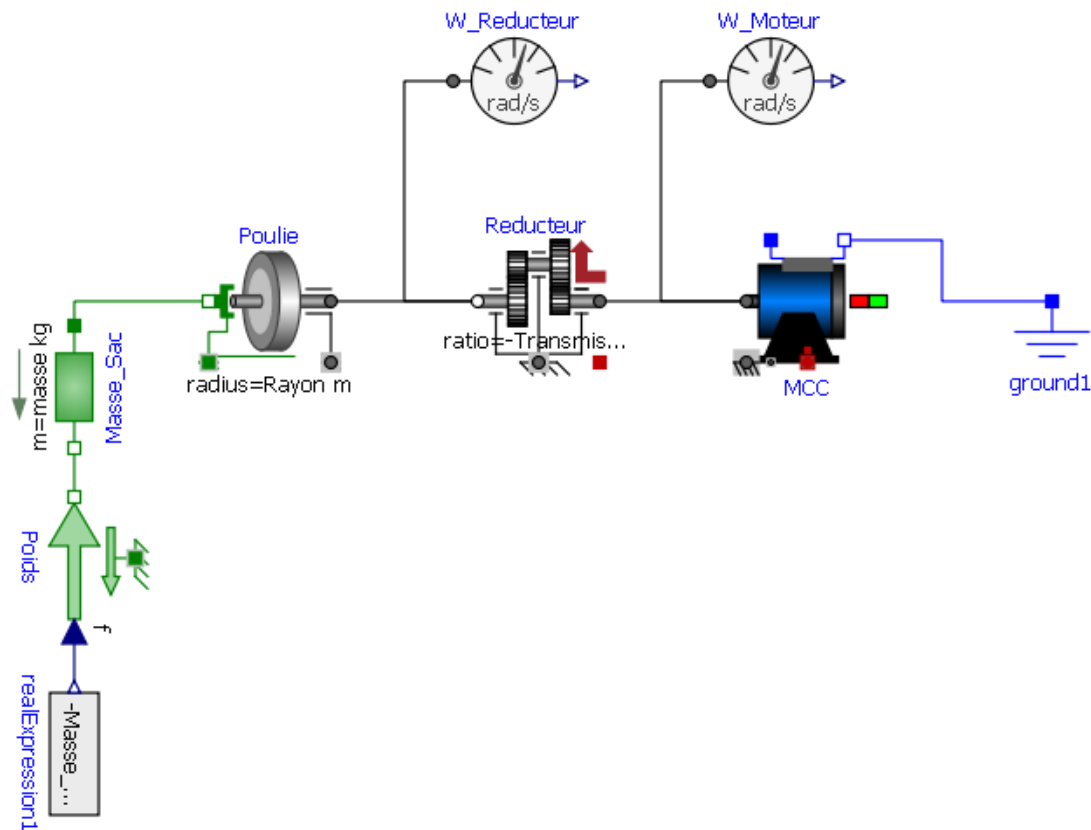 W_Reducteur
W_Moteur
rad/s
rad/s
Poulie
Reducteur
radius=Rayon m
ratio=-Transmis...
MCC
ground1
m=masse kg
Masse_Sac
Poids
f
realExpression1
-Masse_...